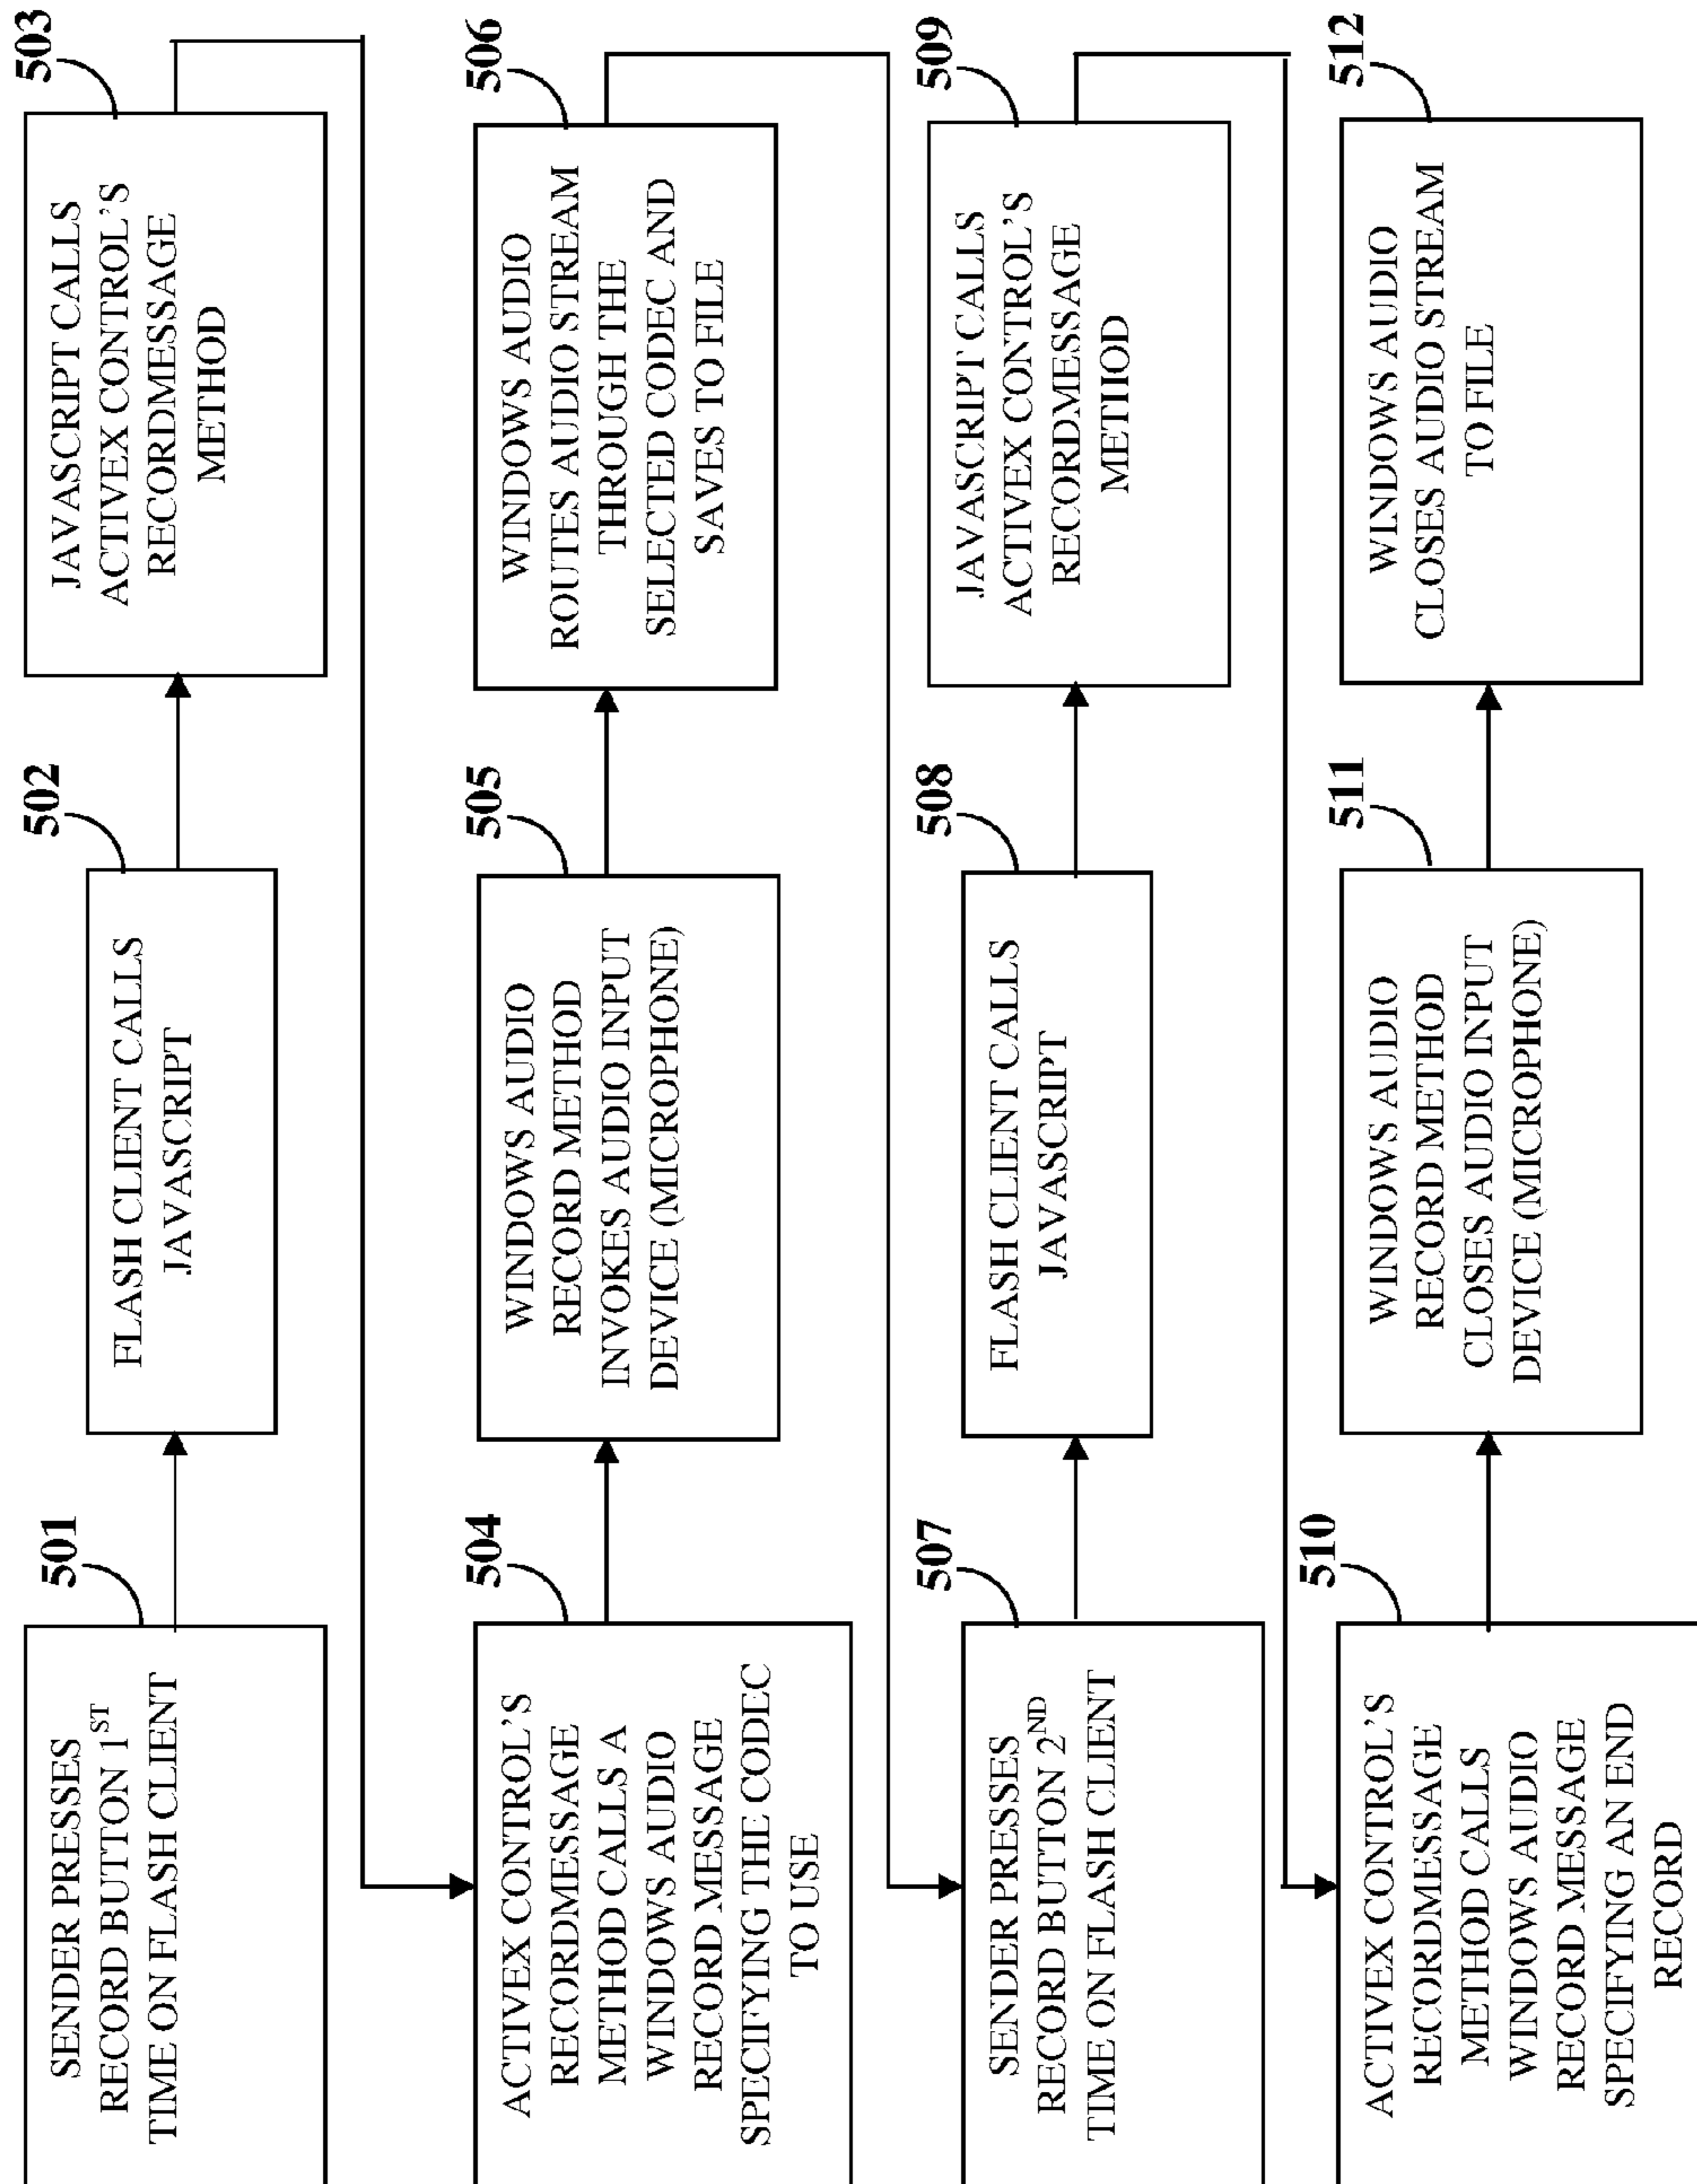 501
SENDER PRESSES
RECORD BUTTON 1ST
TIME ON FLASH CLIENT
502
FLASH CLIENT CALLS
JAVASCRIPT
503
JAVASCRIPT CALLS
ACTIVEX CONTROL'S
RECORDMESSAGE
METHOD
504
ACTIVEX CONTROL'S
RECORDMESSAGE
METHOD CALLS A
WINDOWS AUDIO
RECORD MESSAGE
SPECIFYING THE CODEC
TO USE
505
WINDOWS AUDIO
RECORD METHOD
INVOKES AUDIO INPUT
DEVICE (MICROPHONE)
506
WINDOWS AUDIO
ROUTES AUDIO STREAM
THROUGH THE
SELECTED CODEC AND
SAVES TO FILE
507
SENDER PRESSES
RECORD BUTTON 2ND
TIME ON FLASH CLIENT
508
FLASH CLIENT CALLS
JAVASCRIPT
509
JAVASCRIPT CALLS
ACTIVEX CONTROL'S
RECORDMESSAGE
METHOD
510
ACTIVEX CONTROL'S
RECORDMESSAGE
METHOD CALLS
WINDOWS AUDIO
RECORD MESSAGE
SPECIFYING AN END
RECORD
511
WINDOWS AUDIO
RECORD METHOD
CLOSES AUDIO INPUT
DEVICE (MICROPHONE)
512
WINDOWS AUDIO
CLOSES AUDIO STREAM
TO FILE